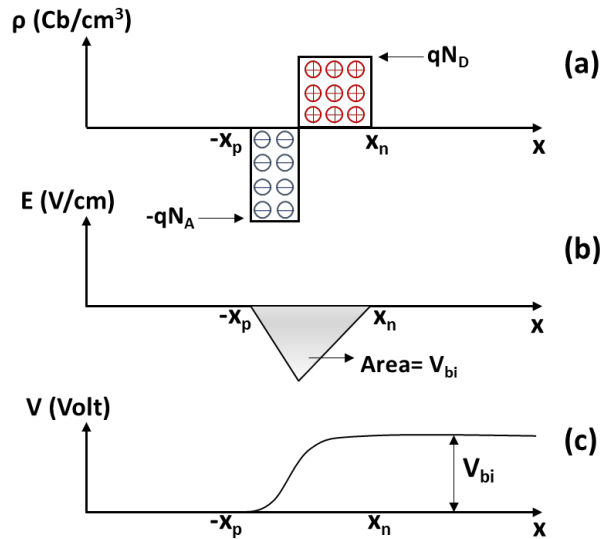 ρ (Cb/cm³)
qN_D
(a)
-x_p
x_n
x
E (V/cm)
-qN_A
(b)
-x_p
x_n
x
Area= V_bi
V (Volt)
(c)
V_bi
-x_p
x_n
x